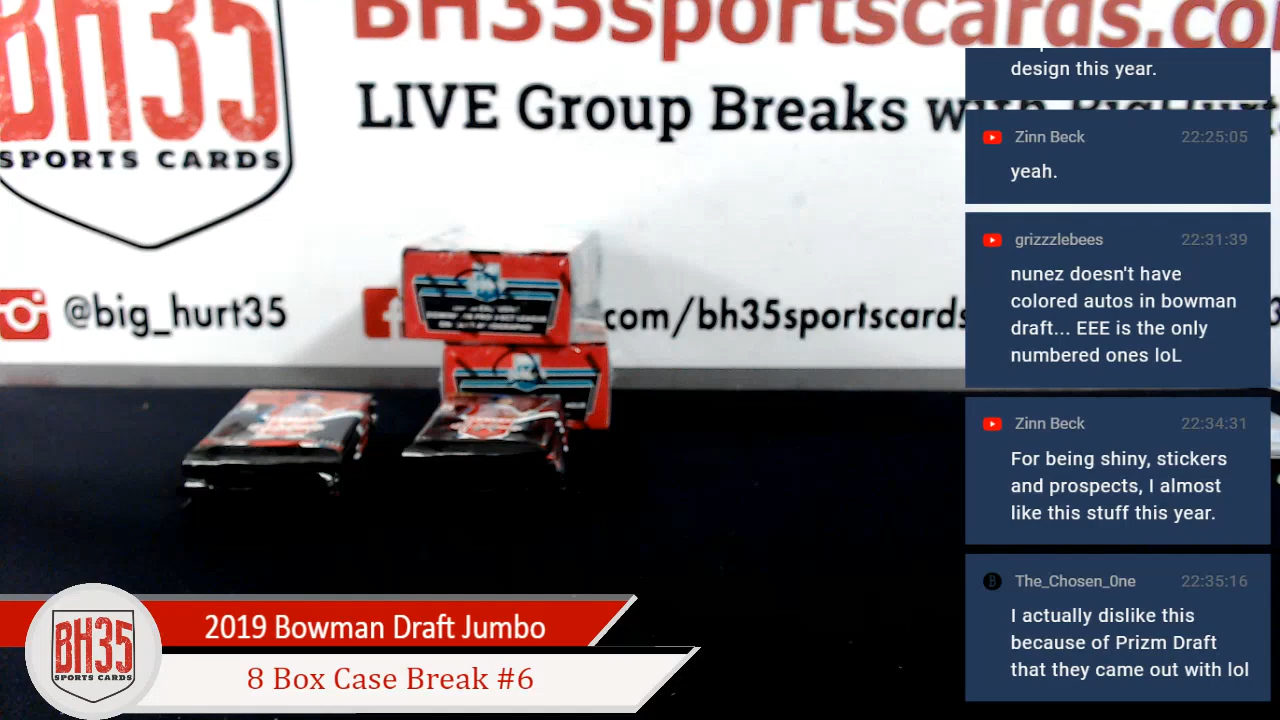 BH35
SPORTS CARDS
BH35sportscards.co
LIVE Group Breaks with BigHurt
@big_hurt35
com/bh35sportscards
design this year.
Zinn Beck 22:25:05
yeah.
grizzzlebees 22:31:39
nunez doesn't have
colored autos in bowman
draft... EEE is the only
numbered ones loL
Zinn Beck 22:34:31
For being shiny, stickers
and prospects, I almost
like this stuff this year.
The_Chosen_0ne 22:35:16
I actually dislike this
because of Prizm Draft
that they came out with lol
BH35
SPORTS CARDS
2019 Bowman Draft Jumbo
8 Box Case Break #6